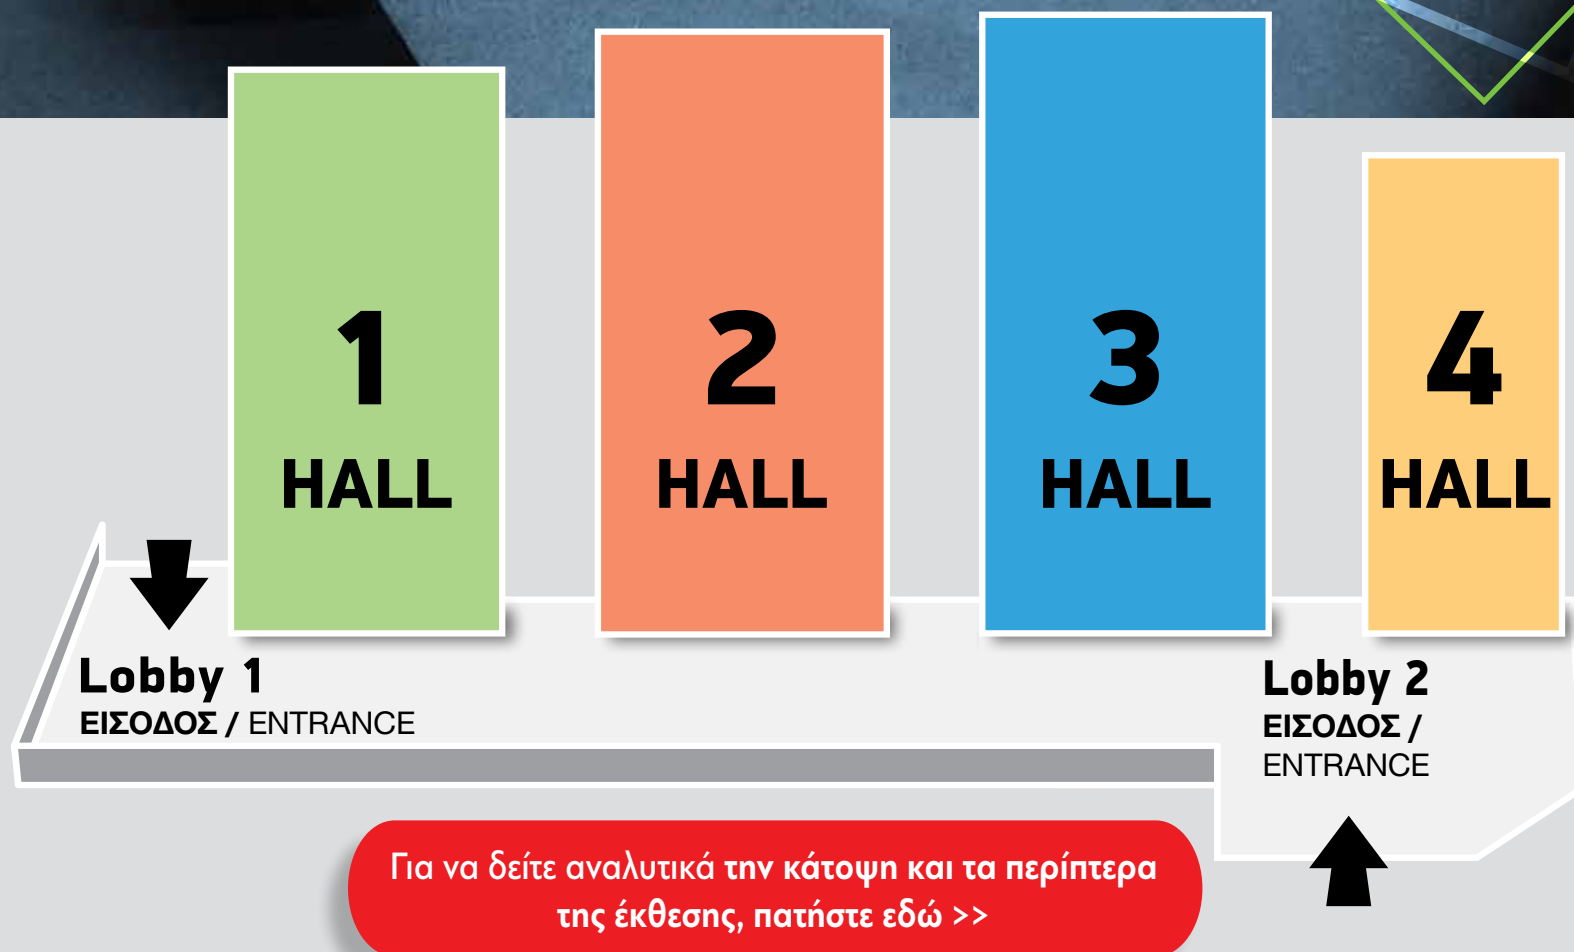 1
HALL
2
HALL
3
HALL
4
HALL
Lobby 1
ΕΙΣΟΔΟΣ / ENTRANCE
Lobby 2
ΕΙΣΟΔΟΣ /
ENTRANCE
Για να δείτε αναλυτικά την κάτοψη και τα περίπτερα
της έκθεσης, πατήστε εδώ >>